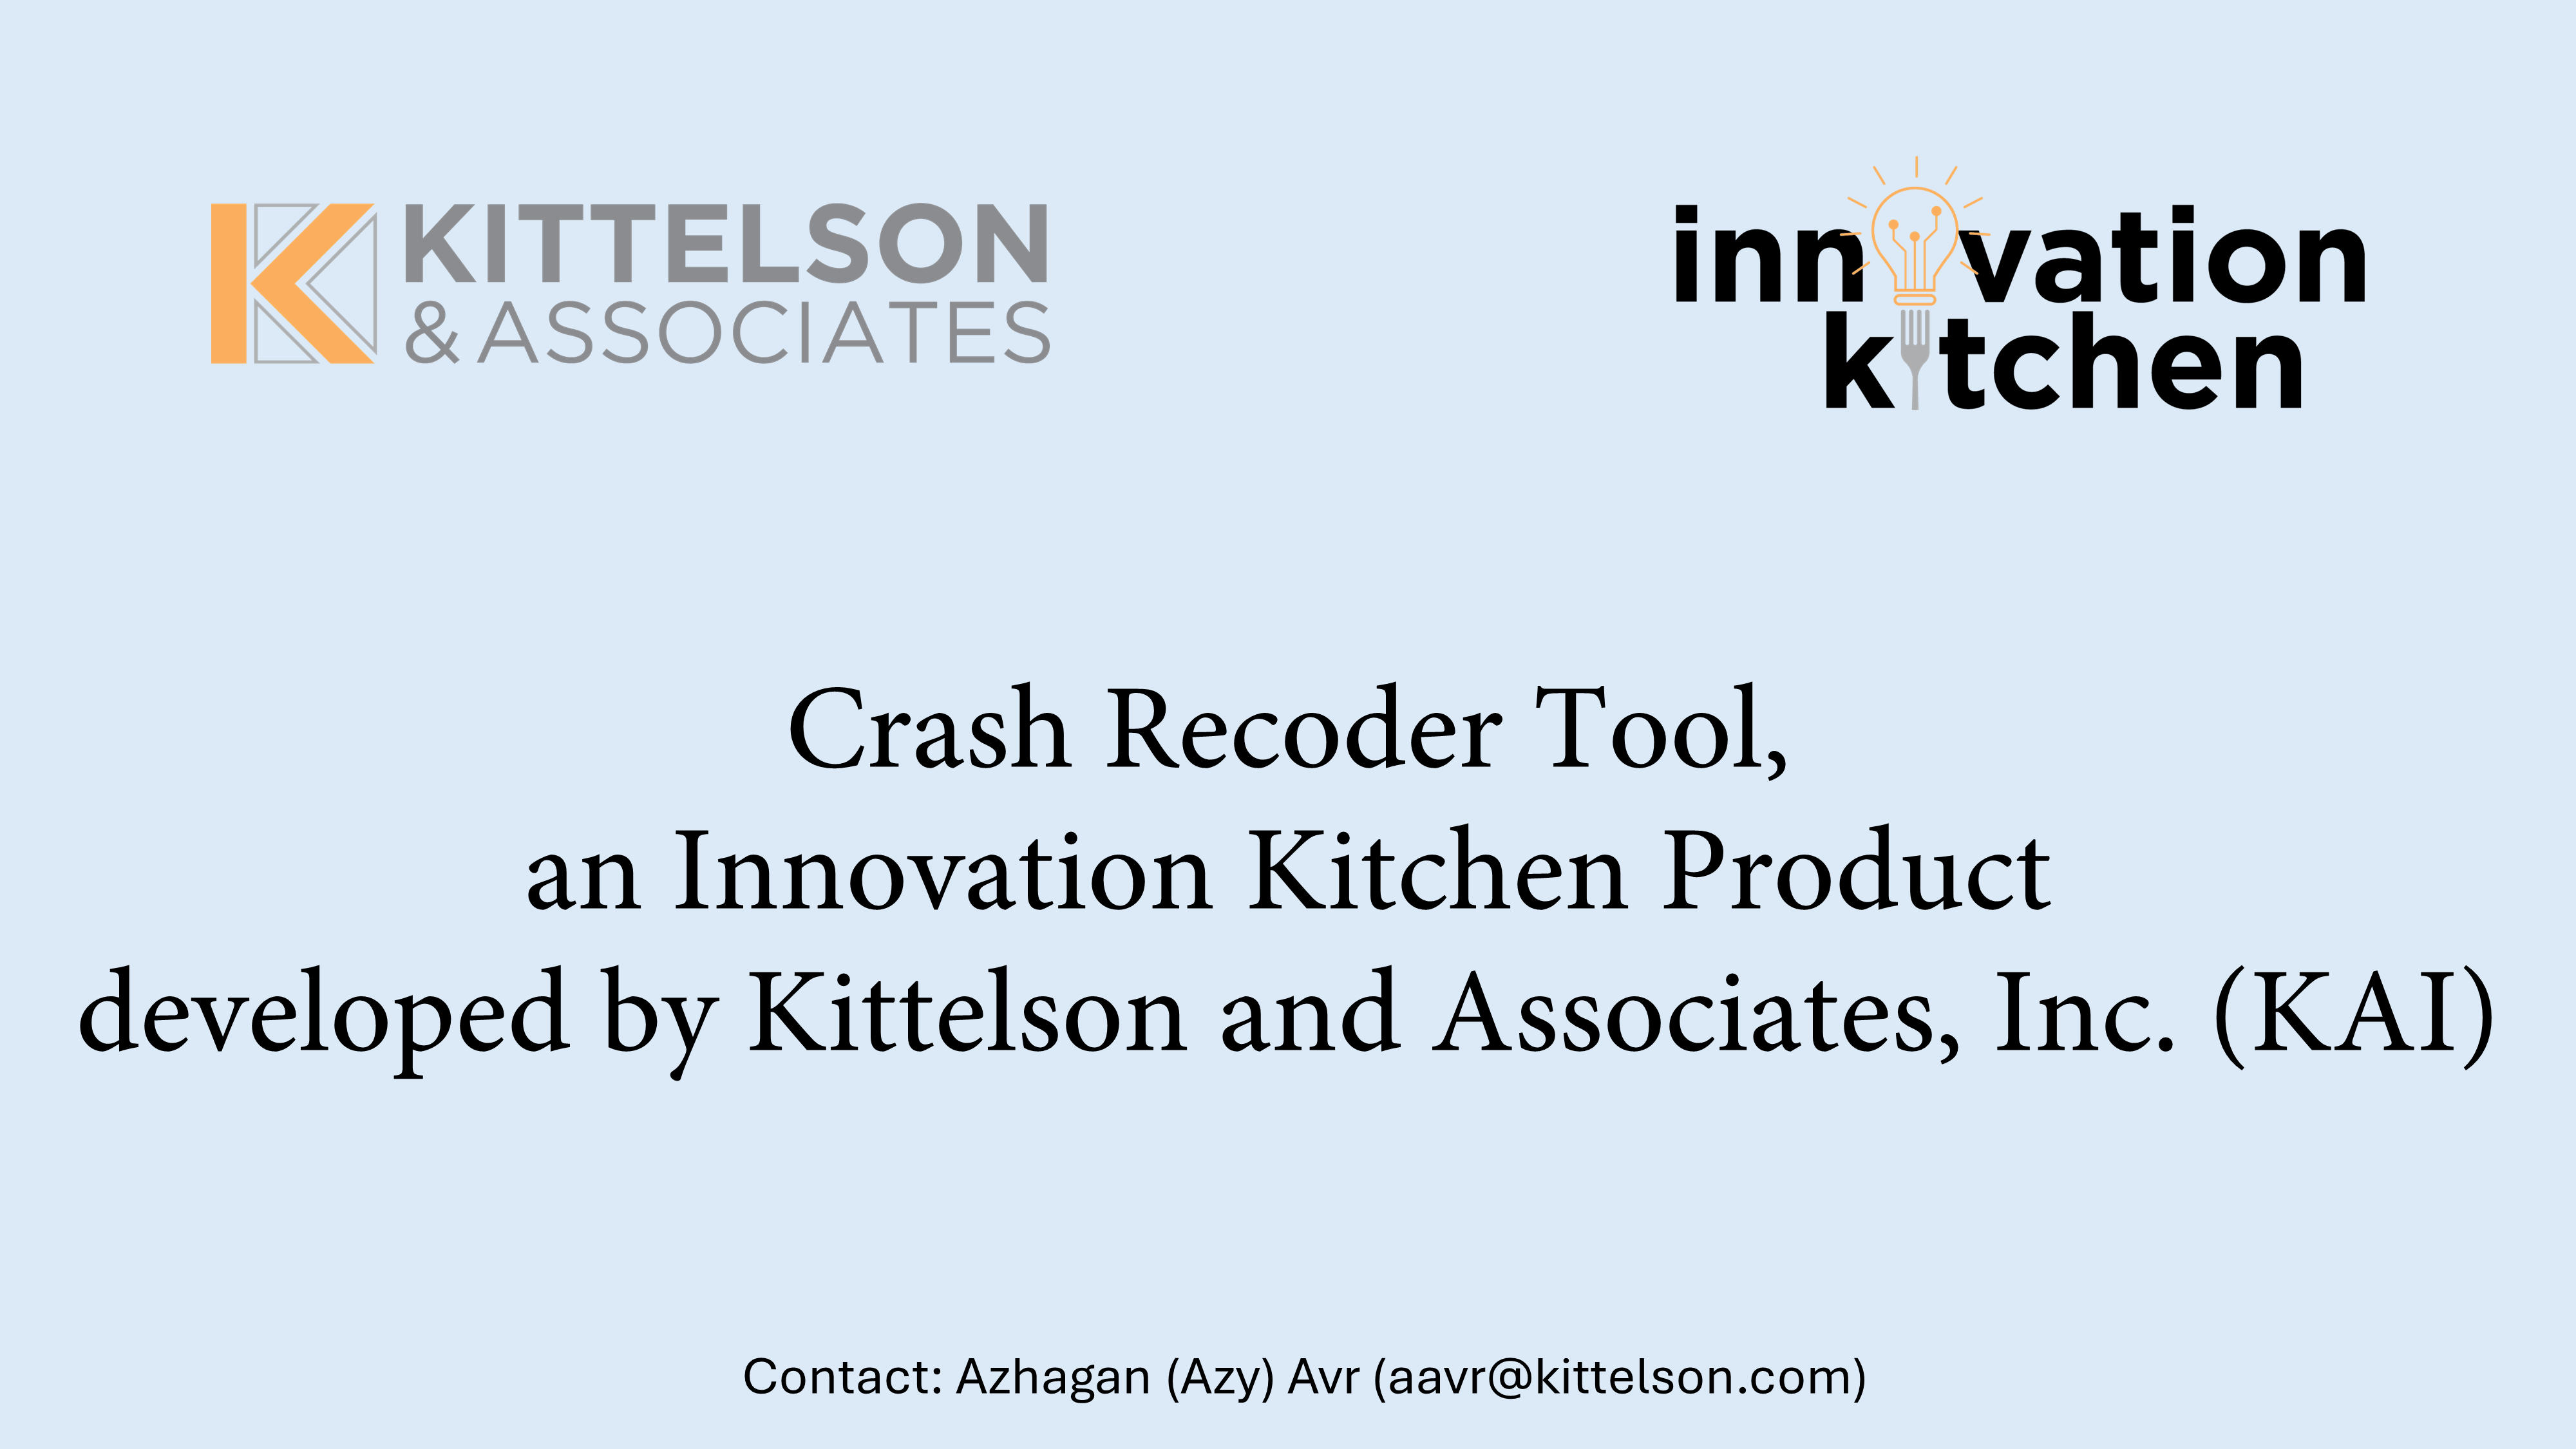 KITTELSON
& ASSOCIATES
innovation
kitchen
Crash Recoder Tool,
an Innovation Kitchen Product
developed by Kittelson and Associates, Inc. (KAI)
Contact: Azhagan (Azy) Avr (aavr@kittelson.com)